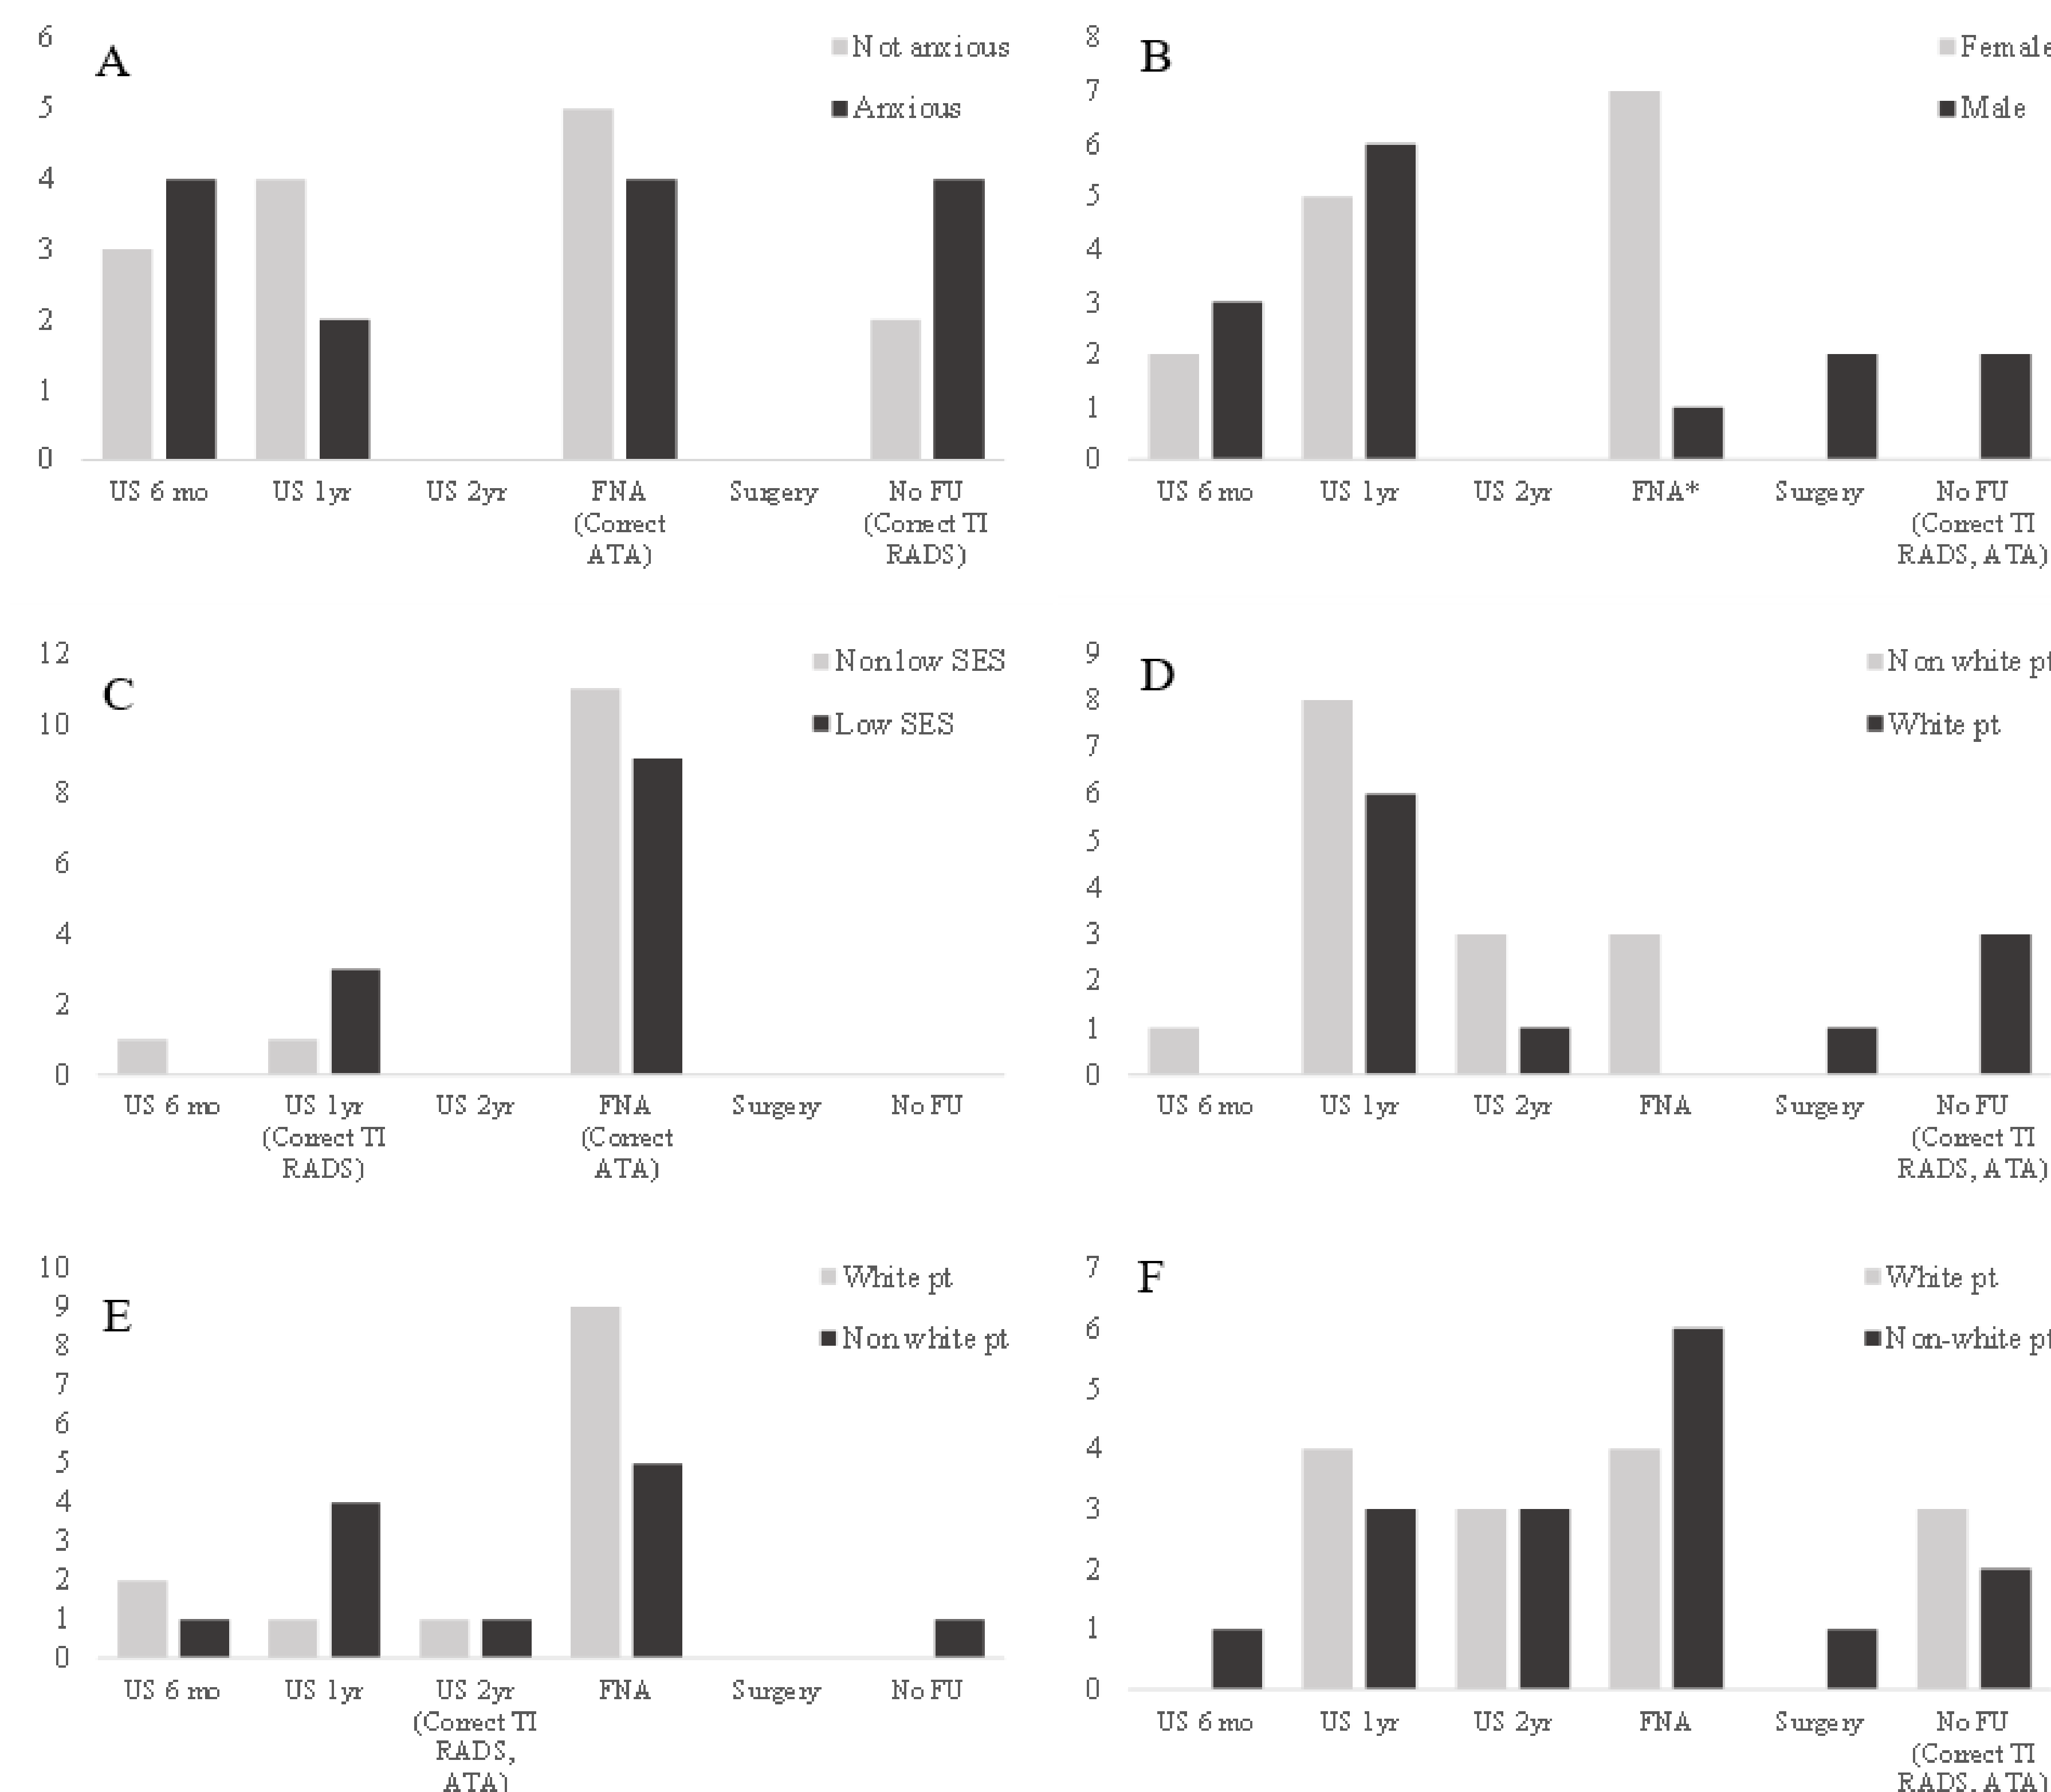 A
Not anxious
Anxious
6
5
4
3
2
1
0
US 6 mo US 1yr US 2yr FNA Surgery No FU
(Correct (Correct TI
ATA) RADS)
B
Female
Male
8
7
6
5
4
3
2
1
0
US 6 mo US 1yr US 2yr FNA* Surgery No FU
(Correct TI
RADS, ATA)
C
Non low SES
Low SES
12
10
8
6
4
2
0
US 6 mo US 1yr US 2yr FNA Surgery No FU
(Correct TI (Correct
RADS) ATA)
D
Non white pt
White pt
9
8
7
6
5
4
3
2
1
0
US 6 mo US 1yr US 2yr FNA Surgery No FU
(Correct TI
RADS, ATA)
E
White pt
Non white pt
10
9
8
7
6
5
4
3
2
1
0
US 6 mo US 1yr US 2yr FNA Surgery No FU
(Correct TI
RADS,
ATA)
F
White pt
Non-white pt
7
6
5
4
3
2
1
0
US 6 mo US 1yr US 2yr FNA Surgery No FU
(Correct TI
RADS, ATA)